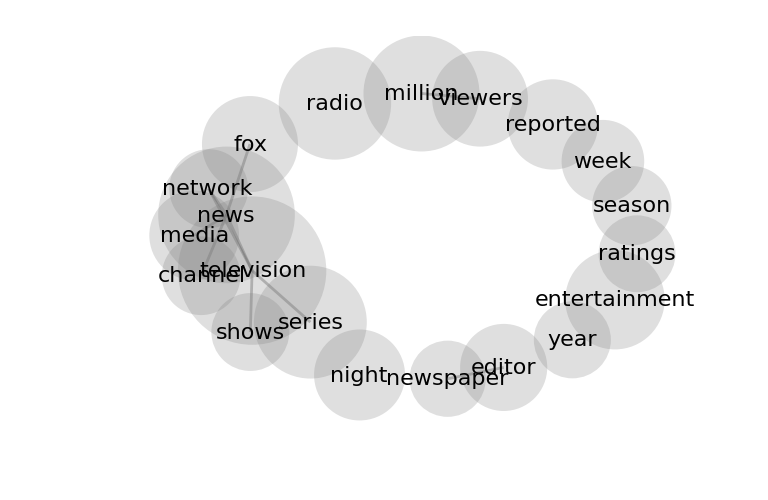 million
viewers
radio
reported
fox
week
network
season
news
media
ratings
television
channel
entertainment
series
shows
year
editor
night
newspaper